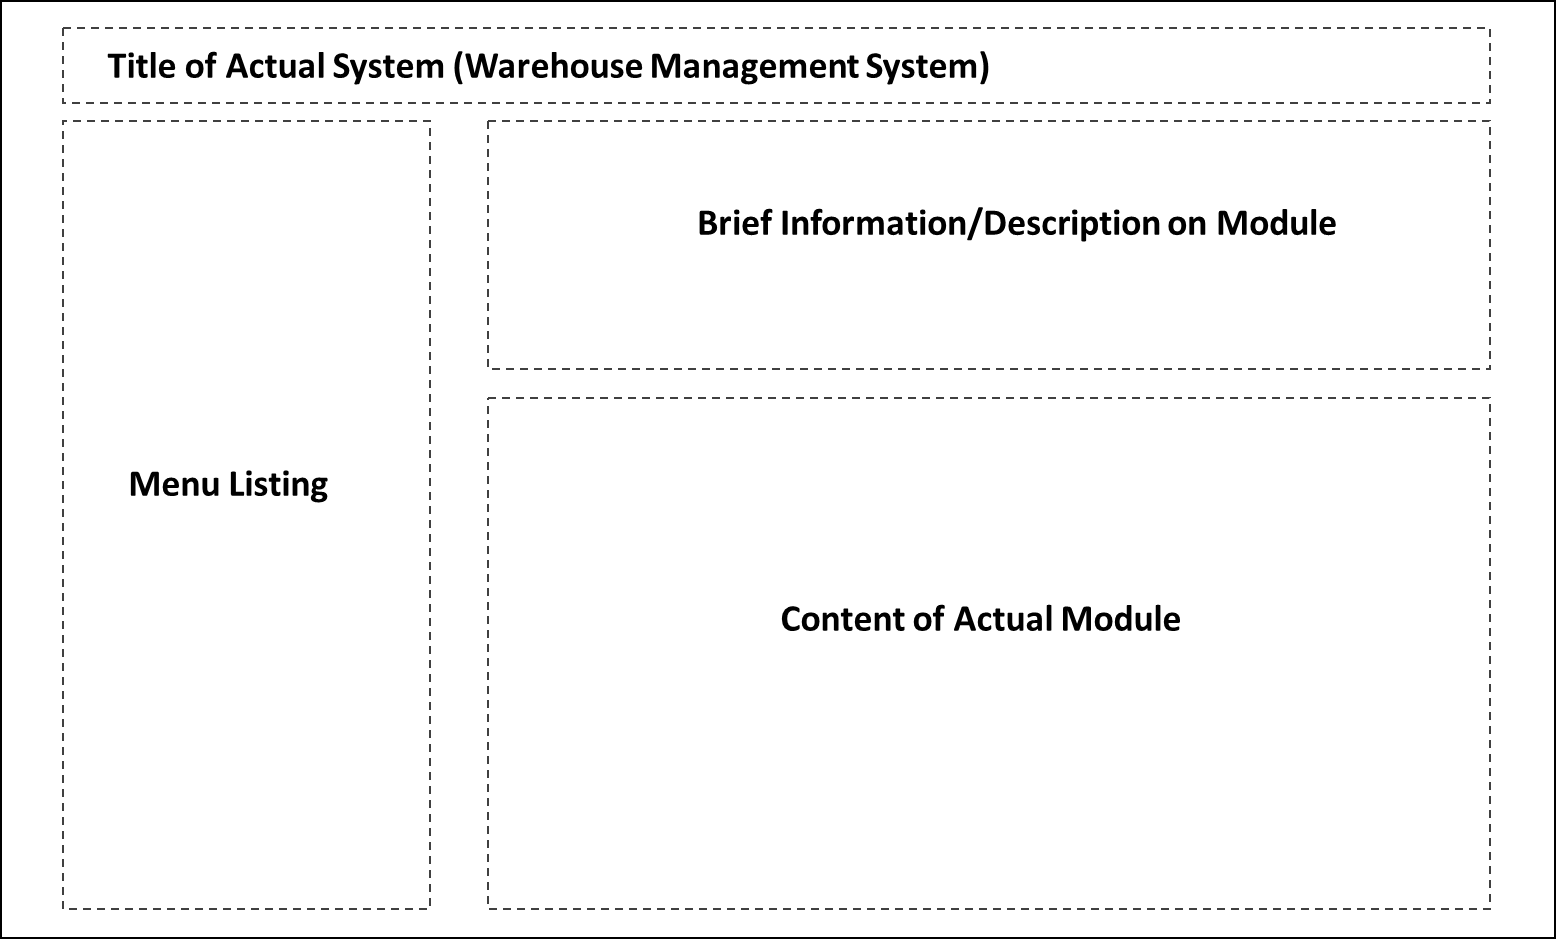 Title of Actual System (Warehouse Management System)
Brief Information/Description on Module
Menu Listing
Content of Actual Module